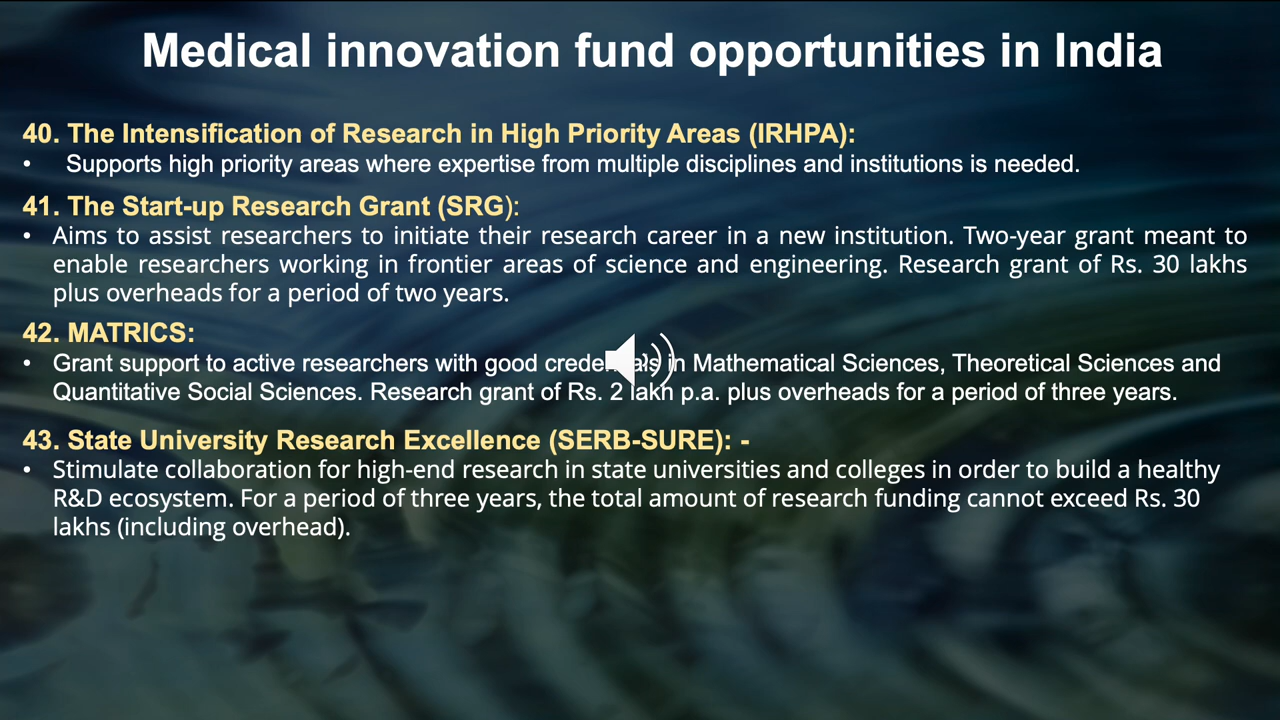 Medical innovation fund opportunities in India
40. The Intensification of Research in High Priority Areas (IRHPA):
• Supports high priority areas where expertise from multiple disciplines and institutions is needed.
41. The Start-up Research Grant (SRG):
• Aims to assist researchers to initiate their research career in a new institution. Two-year grant meant to
enable researchers working in frontier areas of science and engineering. Research grant of Rs. 30 lakhs
plus overheads for a period of two years.
42. MATRICS:
• Grant support to active researchers with good credentials in Mathematical Sciences, Theoretical Sciences and
Quantitative Social Sciences. Research grant of Rs. 2 lakh p.a. plus overheads for a period of three years.
43. State University Research Excellence (SERB-SURE): -
• Stimulate collaboration for high-end research in state universities and colleges in order to build a healthy
R&D ecosystem. For a period of three years, the total amount of research funding cannot exceed Rs. 30
lakhs (including overhead).